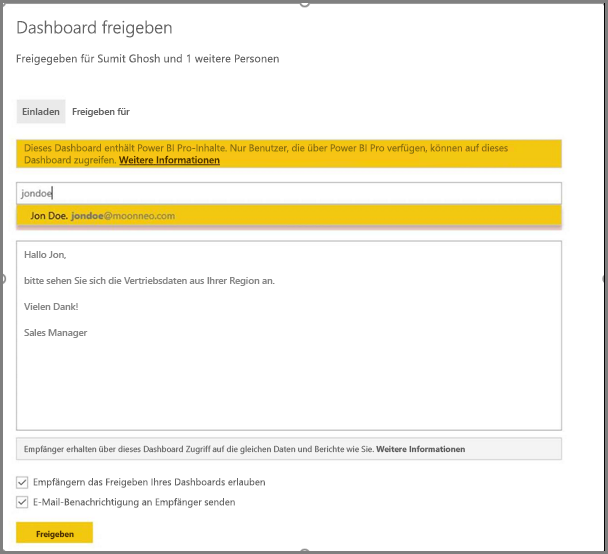 Dashboard freigeben
Freigegeben für Sumit Ghosh und 1 weitere Personen
Einladen Freigeben für
Dieses Dashboard enthält Power BI Pro-Inhalte. Nur Benutzer, die über Power BI Pro verfügen, können auf dieses
Dashboard zugreifen. Weitere Informationen
jondoe
Jon Doe. jondoe@moonneo.com
Hallo Jon,
bitte sehen Sie sich die Vertriebsdaten aus Ihrer Region an.
Vielen Dank!
Sales Manager
Empfänger erhalten über dieses Dashboard Zugriff auf die gleichen Daten und Berichte wie Sie. Weitere Informationen
Empfängern das Freigeben Ihres Dashboards erlauben
E-Mail-Benachrichtigung an Empfänger senden
Freigeben